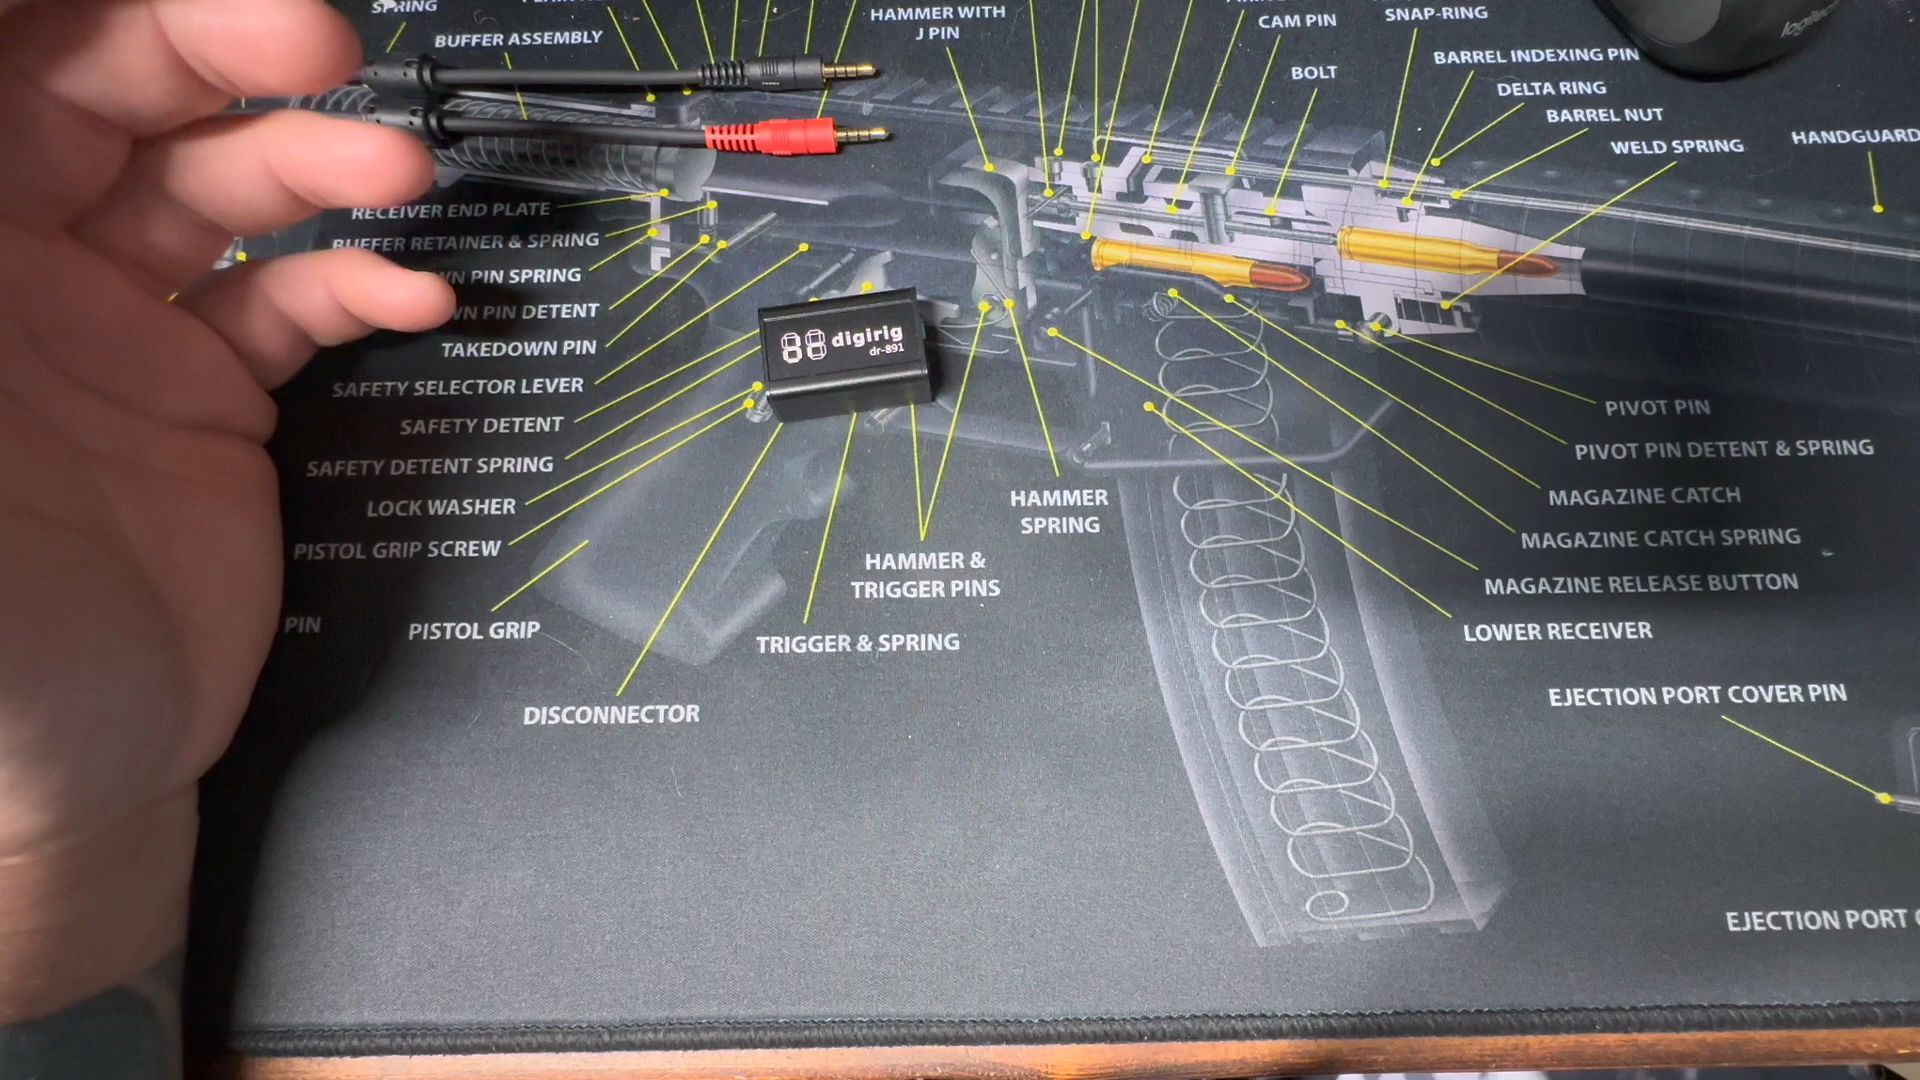 SPRING
BUFFER ASSEMBLY
HAMMER WITH
J PIN
CAM PIN
SNAP-RING
BOLT
BARREL INDEXING PIN
DELTA RING
BARREL NUT
WELD SPRING
HANDGUARD
logitech
RECEIVER END PLATE
BUFFER RETAINER & SPRING
PIN SPRING
PIN DETENT
TAKEDOWN PIN
SAFETY SELECTOR LEVER
SAFETY DETENT
SAFETY DETENT SPRING
LOCK WASHER
PISTOL GRIP SCREW
PIN
PISTOL GRIP
DISCONNECTOR
digirig
dr-891
TRIGGER & SPRING
HAMMER &
TRIGGER PINS
HAMMER
SPRING
PIVOT PIN
PIVOT PIN DETENT & SPRING
MAGAZINE CATCH
MAGAZINE CATCH SPRING
MAGAZINE RELEASE BUTTON
LOWER RECEIVER
EJECTION PORT COVER PIN
EJECTION PORT